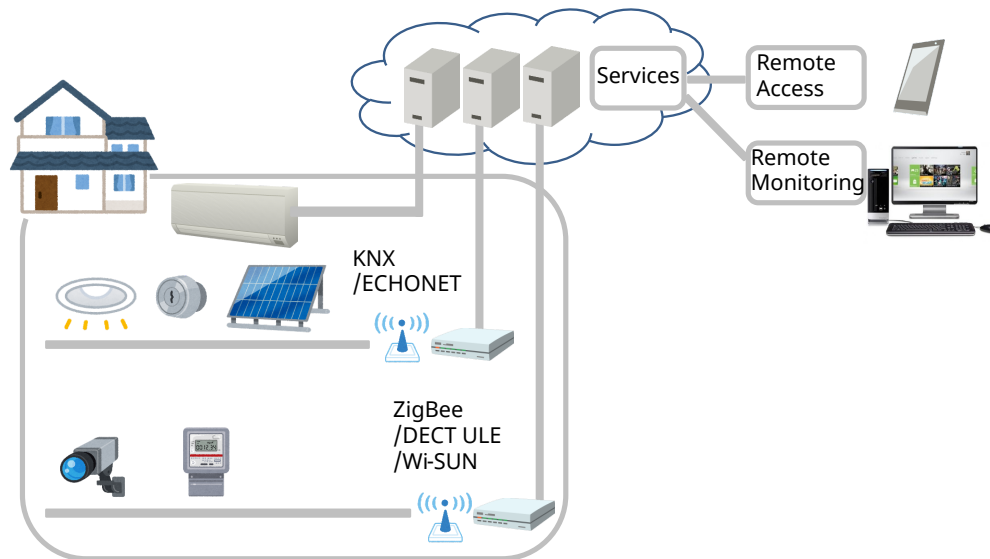 Services
Remote
Access
Remote
Monitoring
KNX
/ECHONET
ZigBee
/DECT ULE
/Wi-SUN